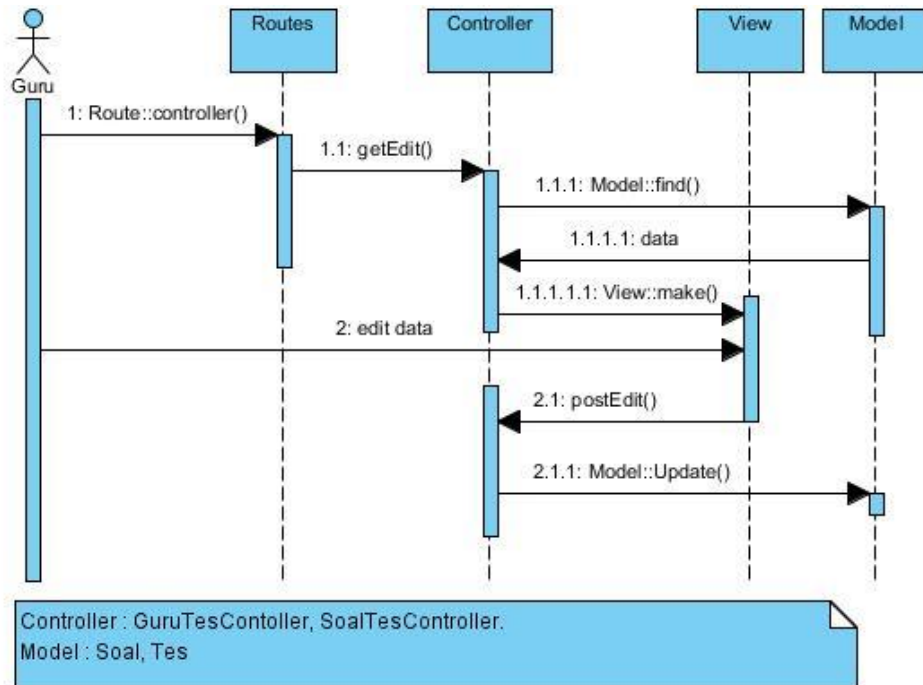 Routes
Controller
View
Model
Guru
1: Route::controller()
1.1: getEdit()
1.1.1: Model::find()
1.1.1.1: data
1.1.1.1.1: View::make()
2: edit data
2.1: postEdit()
2.1.1: Model::Update()
Controller : GuruTesContoller, SoalTesController.
Model : Soal, Tes